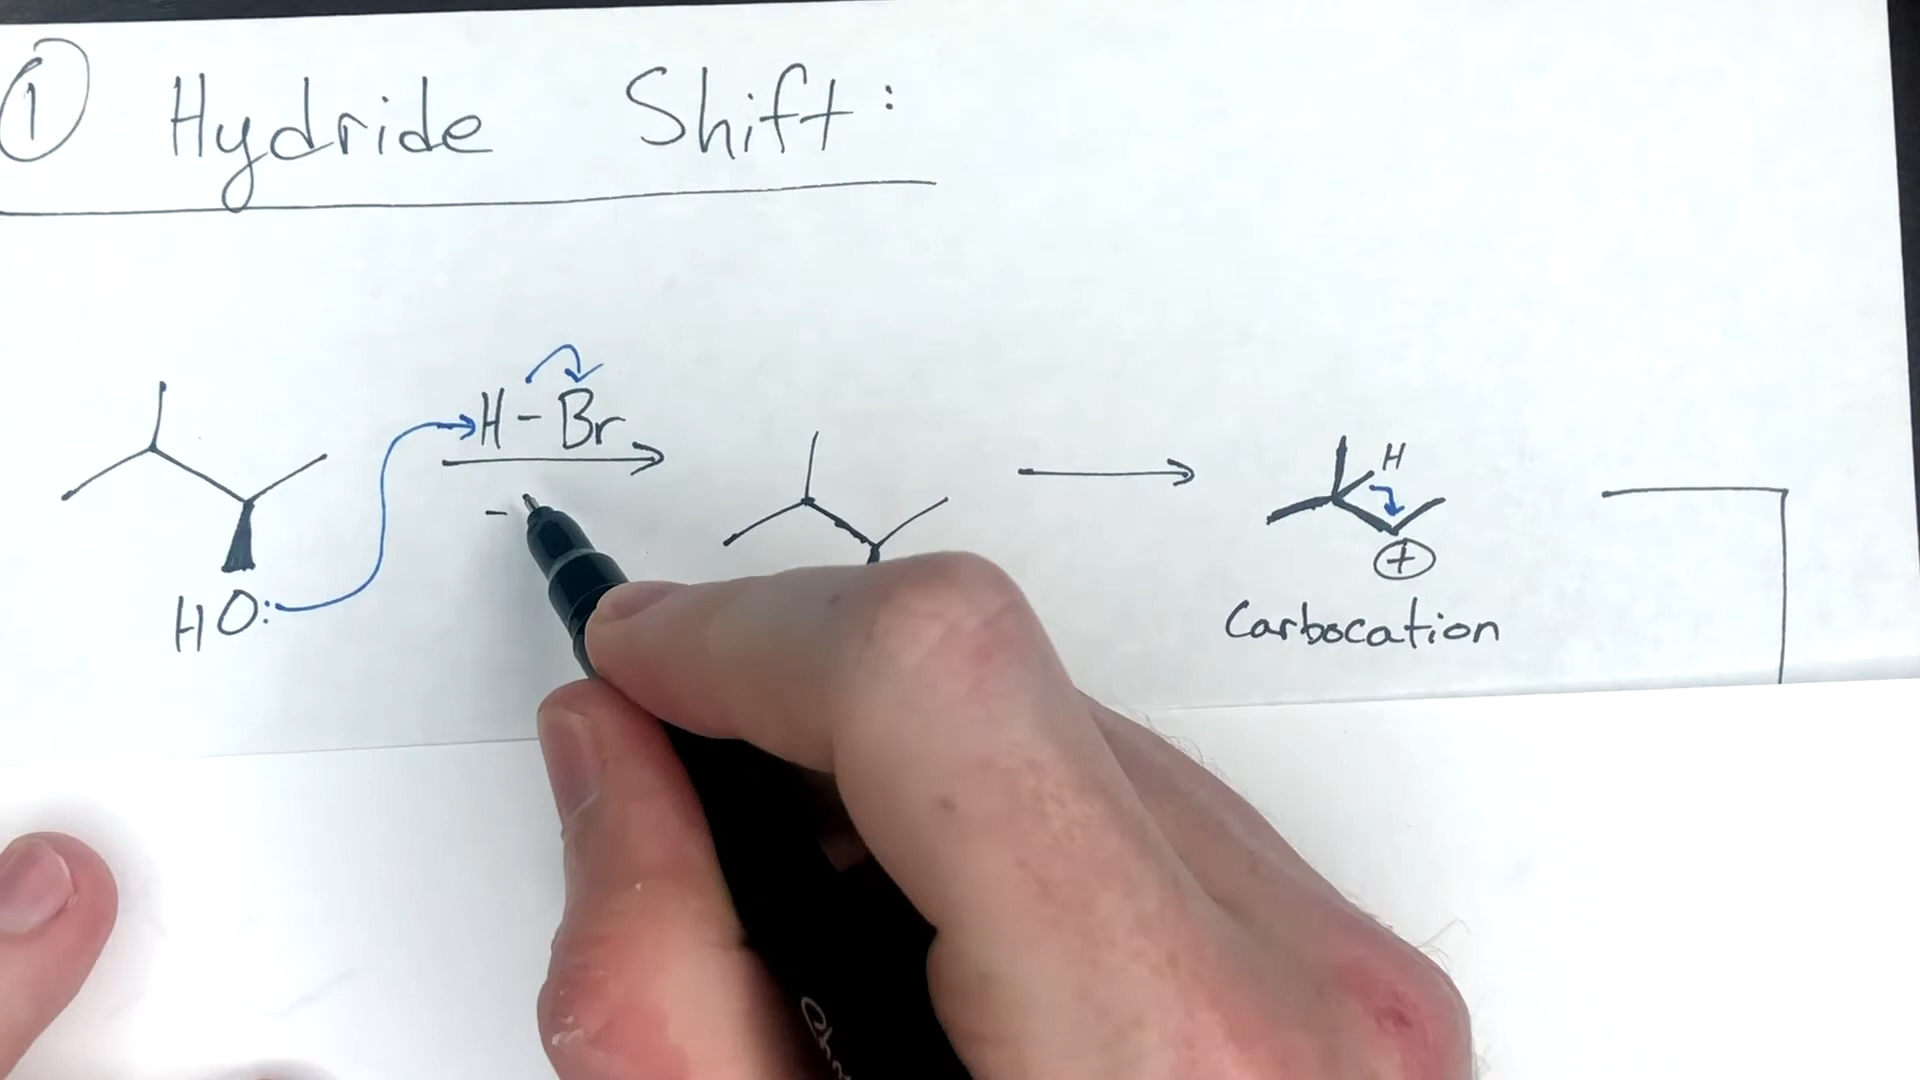 ① Hydride Shift:
H-Br
H
HO:
-
⊕
Carbocation